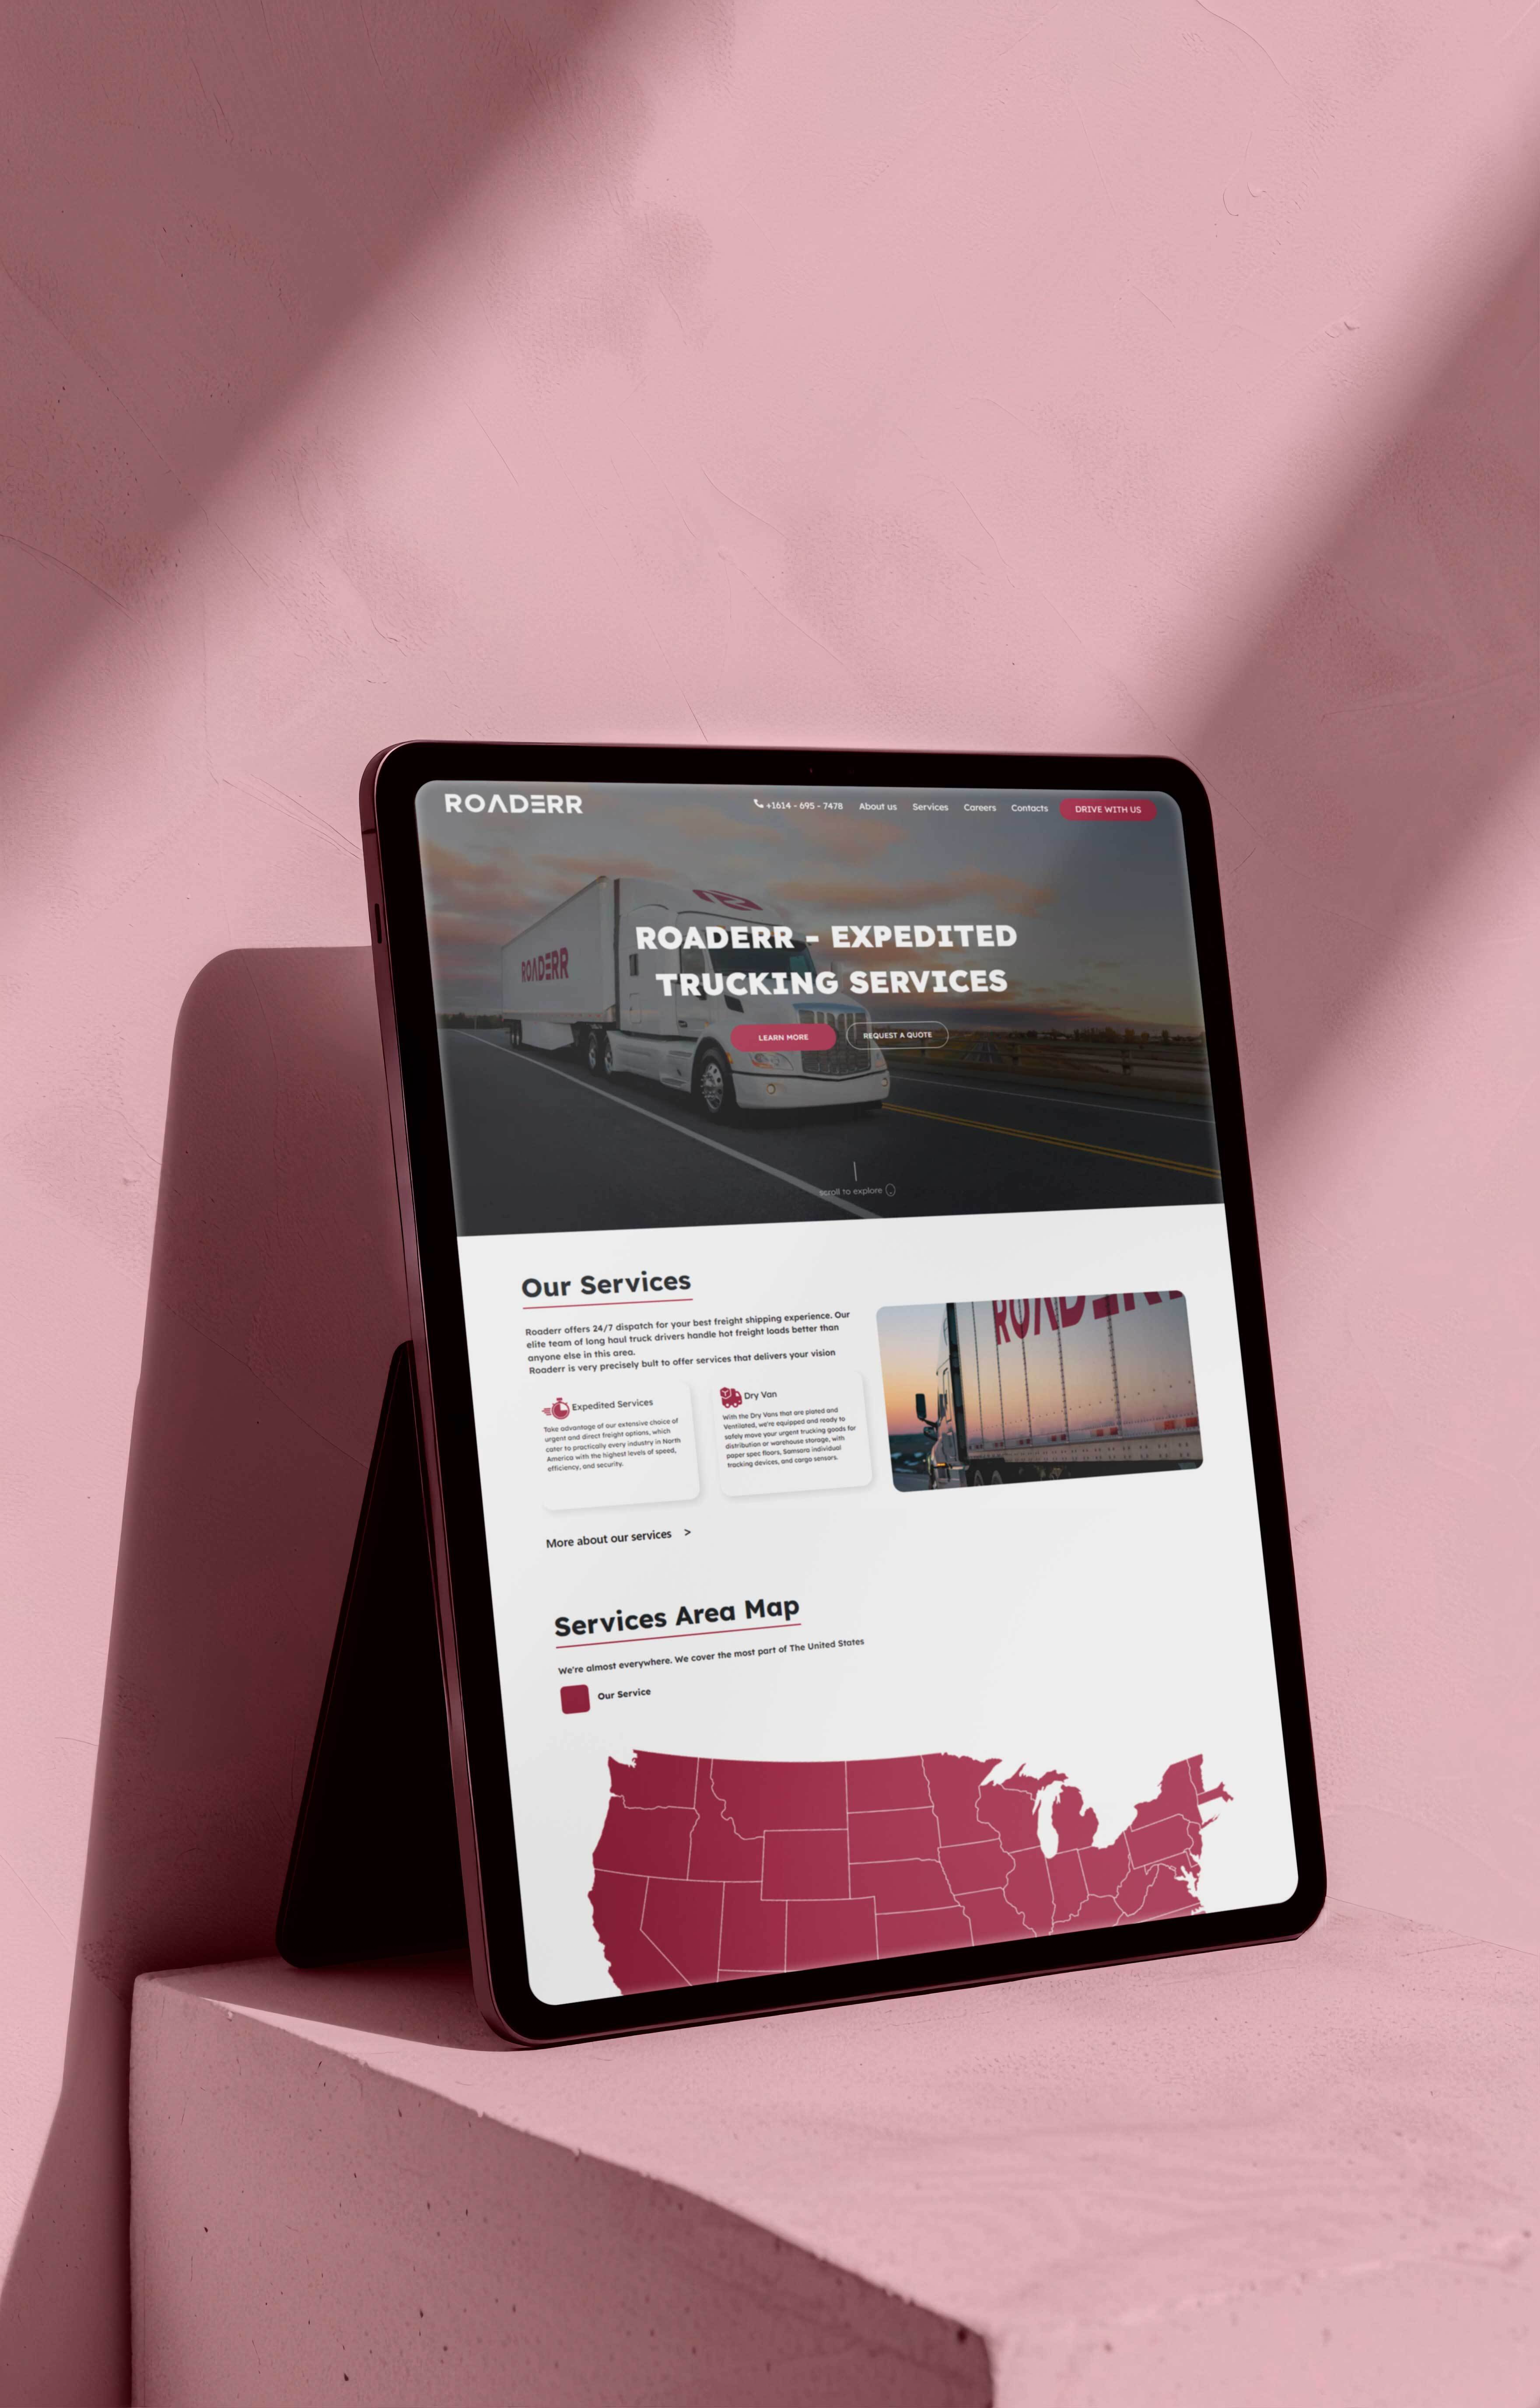 ROADERR
+1614 - 695 - 7478 About us Services Careers Contacts DRIVE WITH US
ROADERR
ROADERR - EXPEDITED
TRUCKING SERVICES
LEARN MORE REQUEST A QUOTE
scroll to explore
Our Services
Roaderr offers 24/7 dispatch for your best freight shipping experience. Our
elite team of long haul truck drivers handle hot freight loads better than
anyone else in this area.
Roaderr is very precisely bult to offer services that delivers your vision
ROADERR
Expedited Services
Take advantage of our extensive choice of
urgent and direct freight options, which
cater to practically every industry in North
America with the highest levels of speed,
efficiency, and security.
Dry Van
With the Dry Vans that are plated and
Ventilated, we're equipped and ready to
safely move your urgent trucking goods for
distribution or warehouse storage, with
paper spec floors, Samsara individual
tracking devices, and cargo sensors.
More about our services >
Services Area Map
We're almost everywhere. We cover the most part of The United States
Our Service